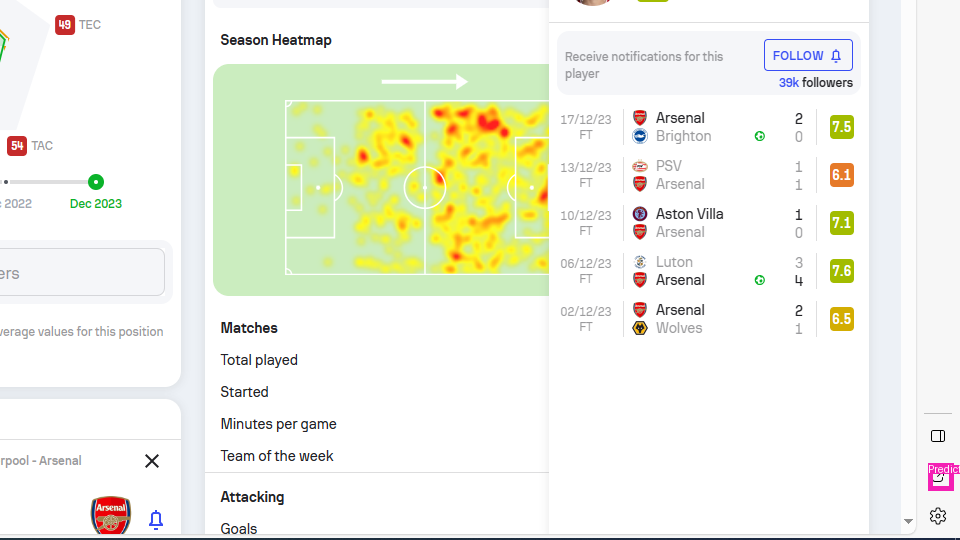 49 TEC
54 TAC
2022
Dec 2023
ers
verage values for this position
rpool - Arsenal
Arsenal
Season Heatmap
Matches
Total played
Started
Minutes per game
Team of the week
Attacking
Goals
Receive notifications for this
player
FOLLOW
39k followers
17/12/23
FT
Arsenal 2
Brighton 0
7.5
13/12/23
FT
PSV 1
Arsenal 1
6.1
10/12/23
FT
Aston Villa 1
Arsenal 0
7.1
06/12/23
FT
Luton 3
Arsenal 4
7.6
02/12/23
FT
Arsenal 2
Wolves 1
6.5
Predict